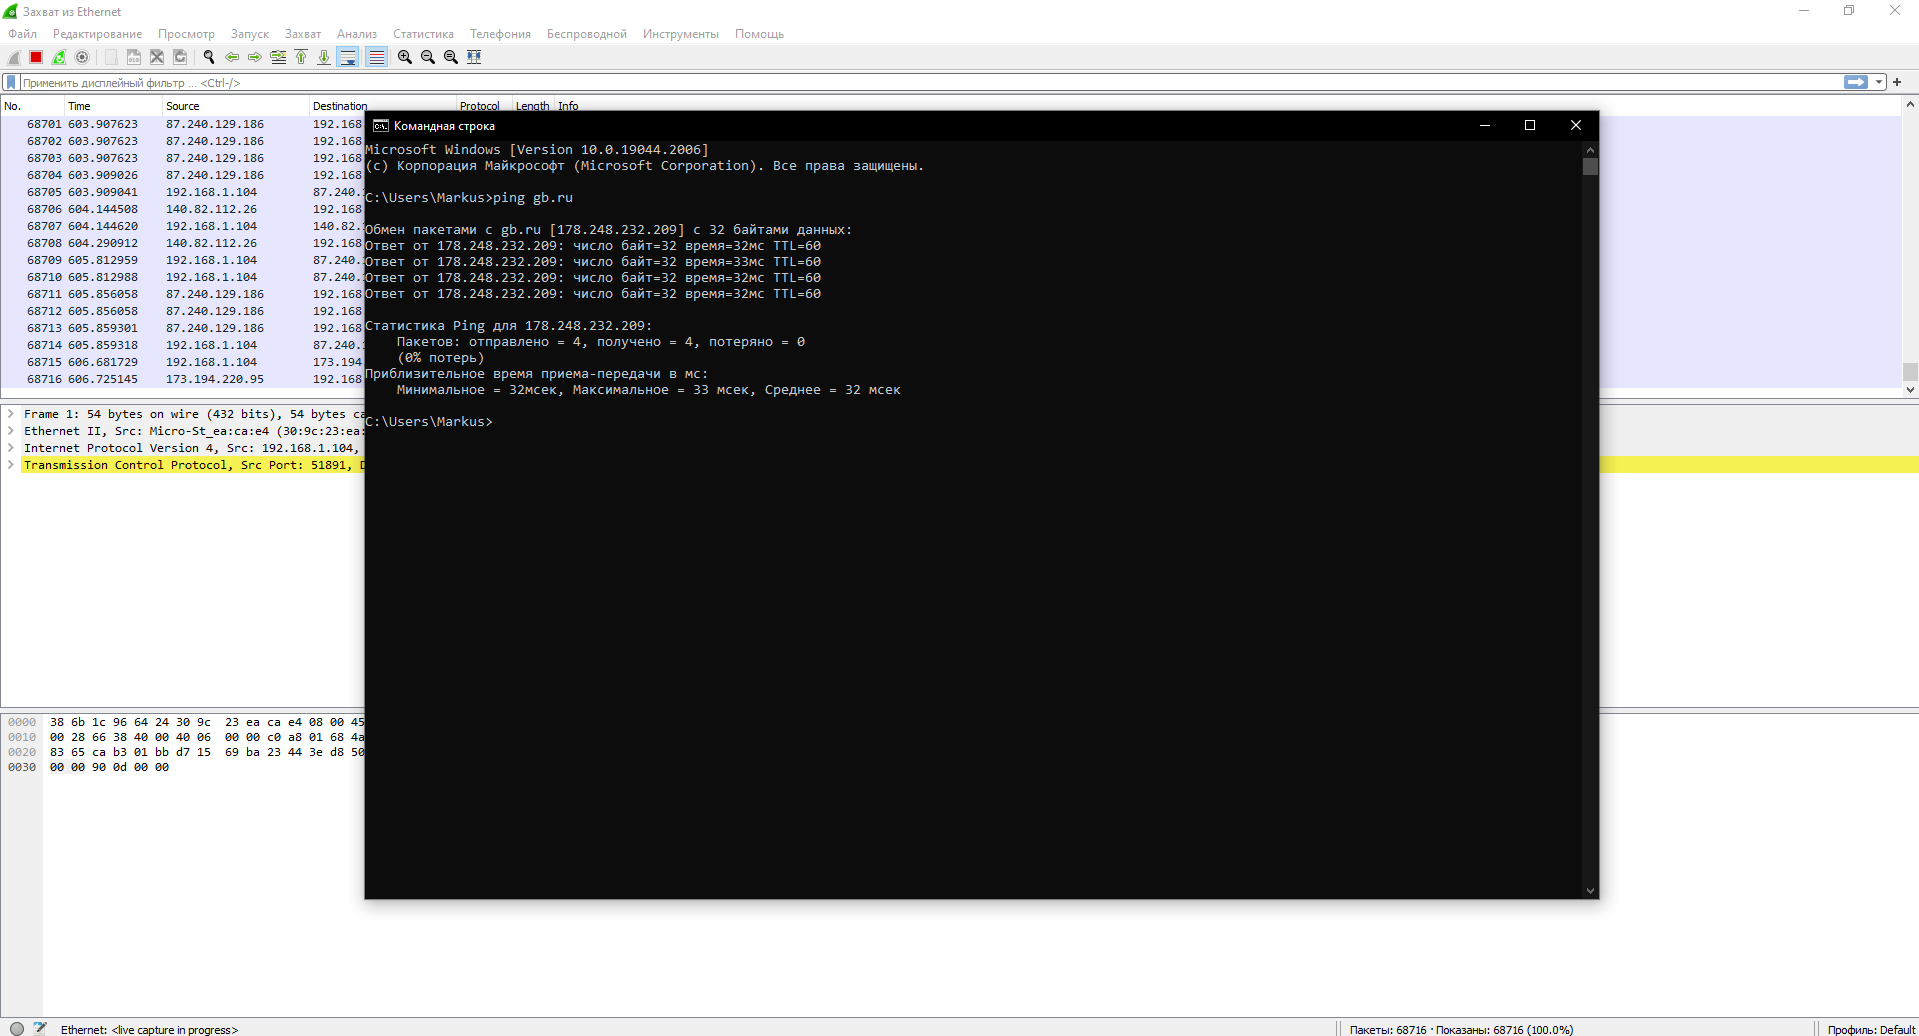 Захват из Ethernet
Файл Редактирование Просмотр Запуск Захват Анализ Статистика Телефония Беспроводной Инструменты Помощь
Применить дисплейный фильтр ... <Ctrl-/>
No. Time Source Destination Protocol Length Info
68701 603.907623 87.240.129.186 192.168
68702 603.907623 87.240.129.186 192.168
68703 603.907623 87.240.129.186 192.168
68704 603.909026 87.240.129.186 192.168
68705 603.909041 192.168.1.104 87.240.
68706 604.144508 140.82.112.26 192.168
68707 604.144620 192.168.1.104 140.82.
68708 604.290912 140.82.112.26 192.168
68709 605.812959 192.168.1.104 87.240.
68710 605.812988 192.168.1.104 87.240.
68711 605.856058 87.240.129.186 192.168
68712 605.856058 87.240.129.186 192.168
68713 605.859301 87.240.129.186 192.168
68714 605.859318 192.168.1.104 87.240.
68715 606.681729 192.168.1.104 173.194
68716 606.725145 173.194.220.95 192.168
Frame 1: 54 bytes on wire (432 bits), 54 bytes ca
Ethernet II, Src: Micro-St_ea:ca:e4 (30:9c:23:ea:
Internet Protocol Version 4, Src: 192.168.1.104,
Transmission Control Protocol, Src Port: 51891, D
0000 38 6b 1c 96 64 24 30 9c 23 ea ca e4 08 00 45
0010 00 28 66 38 40 00 40 06 00 00 c0 a8 01 68 4a
0020 83 65 ca b3 01 bb d7 15 69 ba 23 44 3e d8 50
0030 00 00 90 0d 00 00
Командная строка
Microsoft Windows [Version 10.0.19044.2006]
(c) Корпорация Майкрософт (Microsoft Corporation). Все права защищены.
C:\Users\Markus>ping gb.ru
Обмен пакетами с gb.ru [178.248.232.209] с 32 байтами данных:
Ответ от 178.248.232.209: число байт=32 время=32мс TTL=60
Ответ от 178.248.232.209: число байт=32 время=33мс TTL=60
Ответ от 178.248.232.209: число байт=32 время=32мс TTL=60
Ответ от 178.248.232.209: число байт=32 время=32мс TTL=60
Статистика Ping для 178.248.232.209:
Пакетов: отправлено = 4, получено = 4, потеряно = 0
(0% потерь)
Приблизительное время приема-передачи в мс:
Минимальное = 32мсек, Максимальное = 33 мсек, Среднее = 32 мсек
C:\Users\Markus>
Ethernet: <live capture in progress>
Пакеты: 68716 · Показаны: 68716 (100.0%)
Профиль: Default